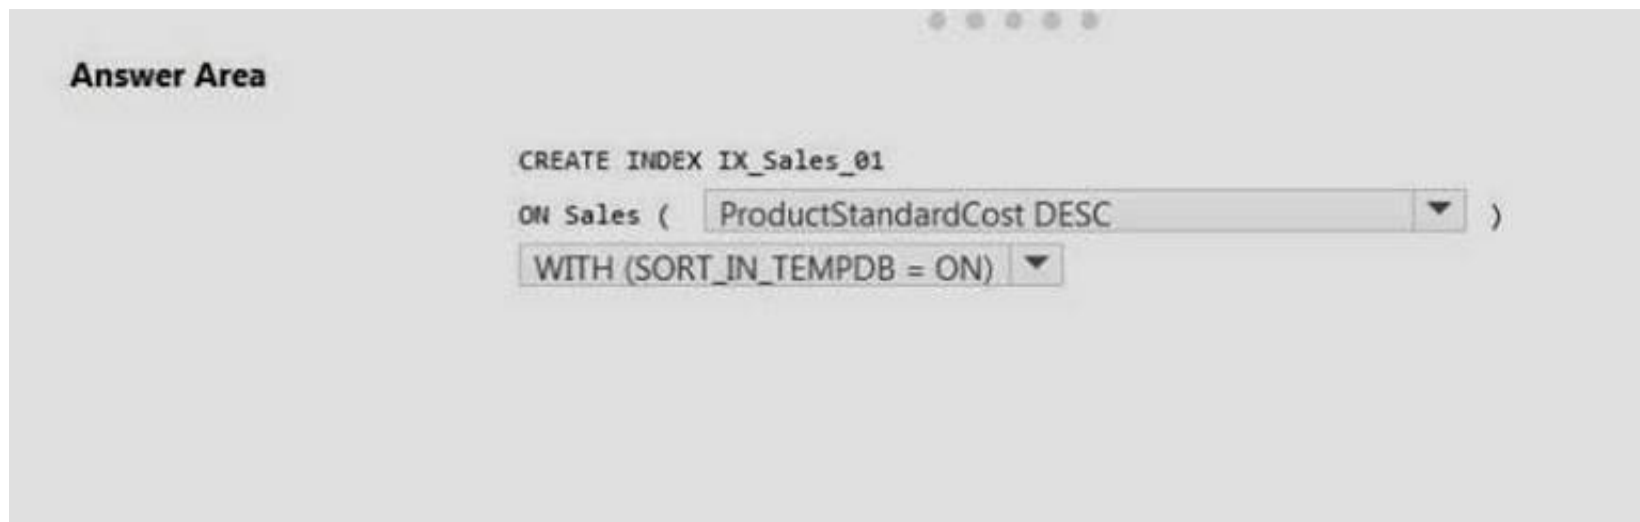 Answer Area
CREATE INDEX IX_Sales_01
ON Sales ( ProductStandardCost DESC )
WITH (SORT_IN_TEMPDB = ON)